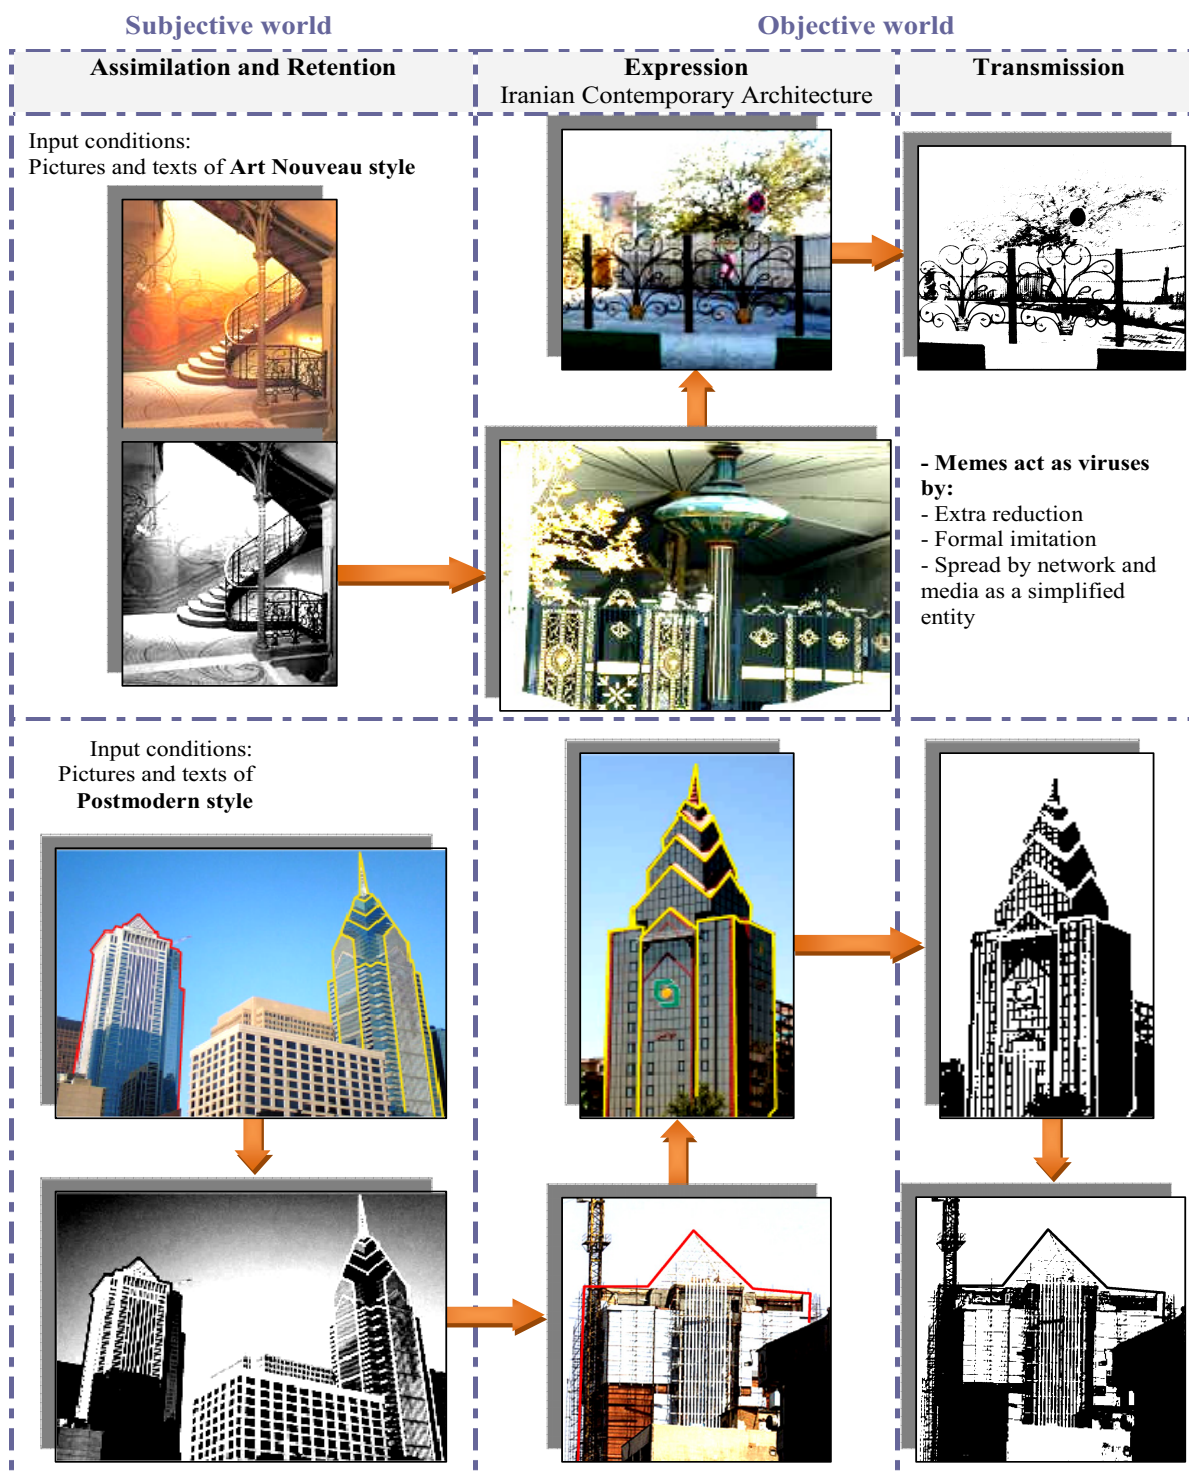 Subjective world
Objective world
Assimilation and Retention
Expression
Iranian Contemporary Architecture
Transmission
Input conditions:
Pictures and texts of Art Nouveau style
- Memes act as viruses
by:
- Extra reduction
- Formal imitation
- Spread by network and
media as a simplified
entity
Input conditions:
Pictures and texts of
Postmodern style